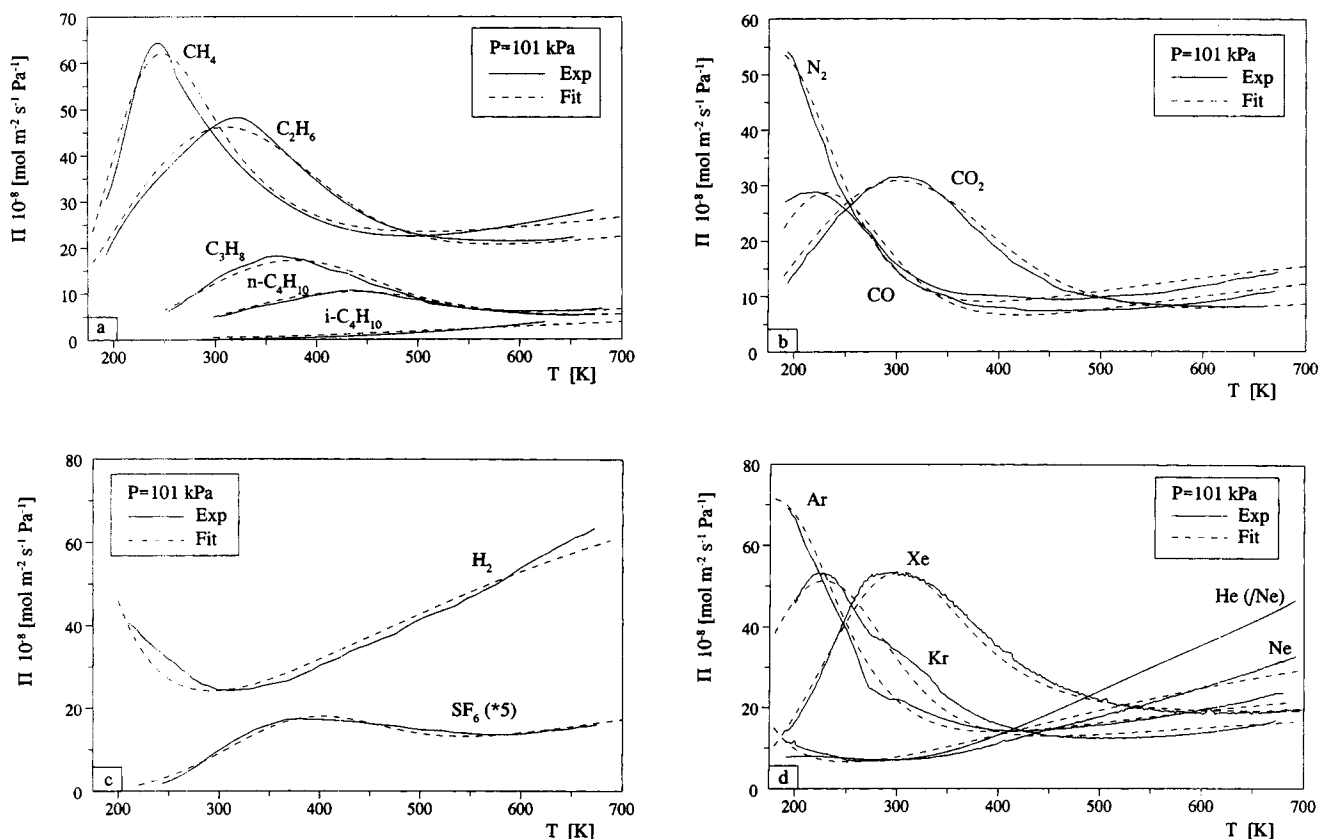 70
60
50
40
30
20
10
0
Π 10⁻⁸ [mol m⁻² s⁻¹ Pa⁻¹]
CH₄
C₂H₆
C₃H₈
n-C₄H₁₀
i-C₄H₁₀
P=101 kPa
Exp
Fit
a
200 300 400 500 600 700
T [K]
60
50
40
30
20
10
0
Π 10⁻⁸ [mol m⁻² s⁻¹ Pa⁻¹]
N₂
CO₂
CO
P=101 kPa
Exp
Fit
b
200 300 400 500 600 700
T [K]
80
60
40
20
0
Π 10⁻⁸ [mol m⁻² s⁻¹ Pa⁻¹]
P=101 kPa
Exp
Fit
H₂
SF₆ (*5)
c
200 300 400 500 600 700
T [K]
80
60
40
20
0
Π 10⁻⁸ [mol m⁻² s⁻¹ Pa⁻¹]
Ar
Xe
Kr
P=101 kPa
Exp
Fit
He (/Ne)
Ne
d
200 300 400 500 600 700
T [K]